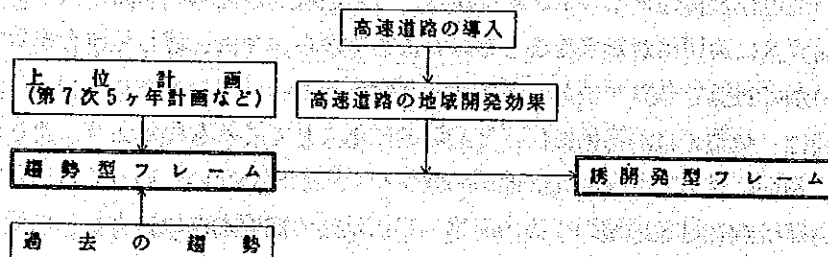 高速道路の導入
上位計画
(第7次5ヶ年計画など)
高速道路の地域開発効果
趨勢型フレーム
誘開発型フレーム
過去の趨勢